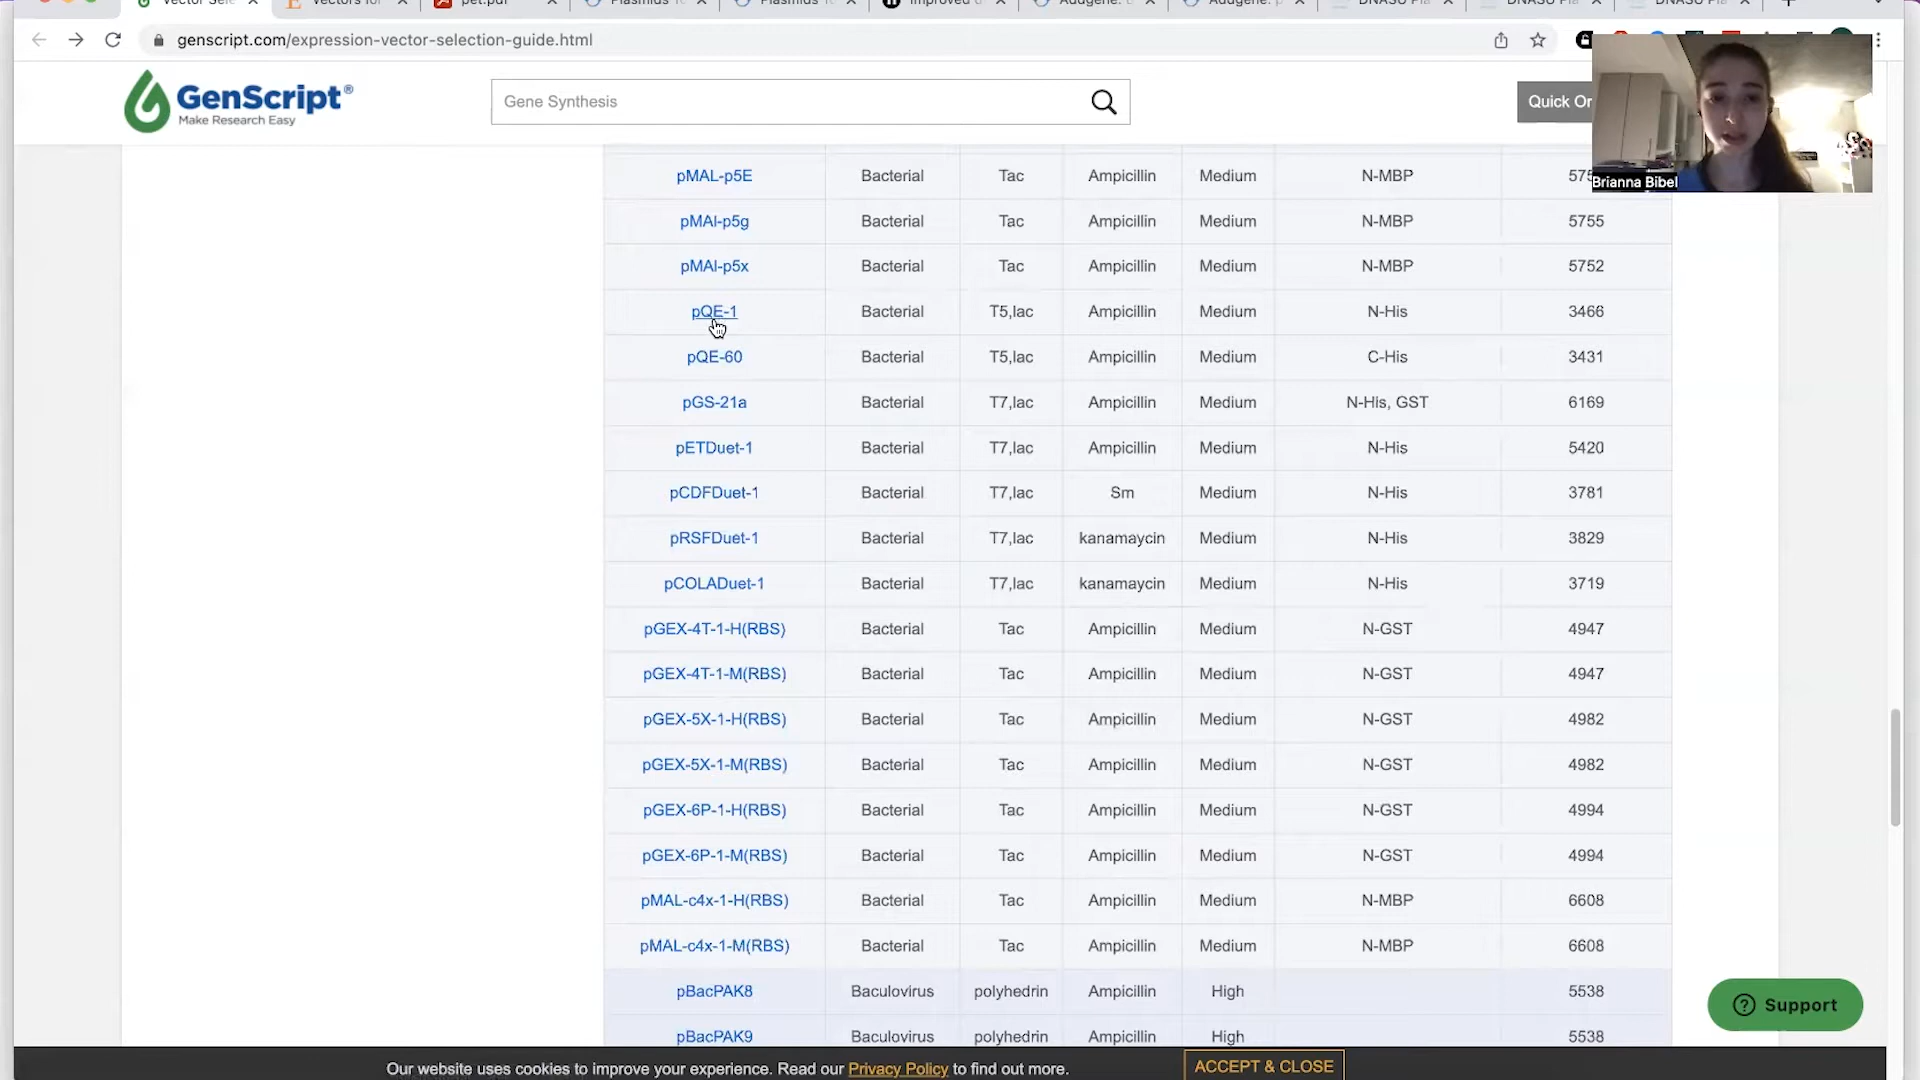 genscript.com/expression-vector-selection-guide.html
GenScript®
Make Research Easy
Gene Synthesis
Quick Or
Brianna Bibel
pMAL-p5E Bacterial Tac Ampicillin Medium N-MBP
pMAl-p5g Bacterial Tac Ampicillin Medium N-MBP 5755
pMAl-p5x Bacterial Tac Ampicillin Medium N-MBP 5752
pQE-1 Bacterial T5,lac Ampicillin Medium N-His 3466
pQE-60 Bacterial T5,lac Ampicillin Medium C-His 3431
pGS-21a Bacterial T7,lac Ampicillin Medium N-His, GST 6169
pETDuet-1 Bacterial T7,lac Ampicillin Medium N-His 5420
pCDFDuet-1 Bacterial T7,lac Sm Medium N-His 3781
pRSFDuet-1 Bacterial T7,lac kanamaycin Medium N-His 3829
pCOLADuet-1 Bacterial T7,lac kanamaycin Medium N-His 3719
pGEX-4T-1-H(RBS) Bacterial Tac Ampicillin Medium N-GST 4947
pGEX-4T-1-M(RBS) Bacterial Tac Ampicillin Medium N-GST 4947
pGEX-5X-1-H(RBS) Bacterial Tac Ampicillin Medium N-GST 4982
pGEX-5X-1-M(RBS) Bacterial Tac Ampicillin Medium N-GST 4982
pGEX-6P-1-H(RBS) Bacterial Tac Ampicillin Medium N-GST 4994
pGEX-6P-1-M(RBS) Bacterial Tac Ampicillin Medium N-GST 4994
pMAL-c4x-1-H(RBS) Bacterial Tac Ampicillin Medium N-MBP 6608
pMAL-c4x-1-M(RBS) Bacterial Tac Ampicillin Medium N-MBP 6608
pBacPAK8 Baculovirus polyhedrin Ampicillin High 5538
pBacPAK9 Baculovirus polyhedrin Ampicillin High 5538
Support
Our website uses cookies to improve your experience. Read our Privacy Policy to find out more. ACCEPT & CLOSE